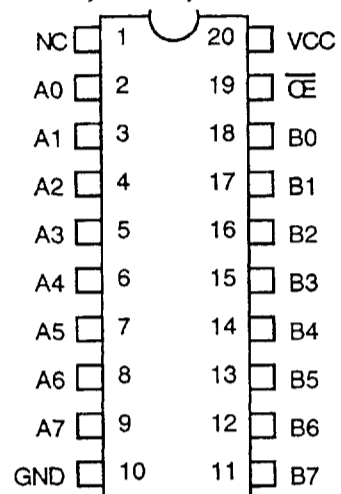 NC 1 20 VCC
A0 2 19 OE
A1 3 18 B0
A2 4 17 B1
A3 5 16 B2
A4 6 15 B3
A5 7 14 B4
A6 8 13 B5
A7 9 12 B6
GND 10 11 B7